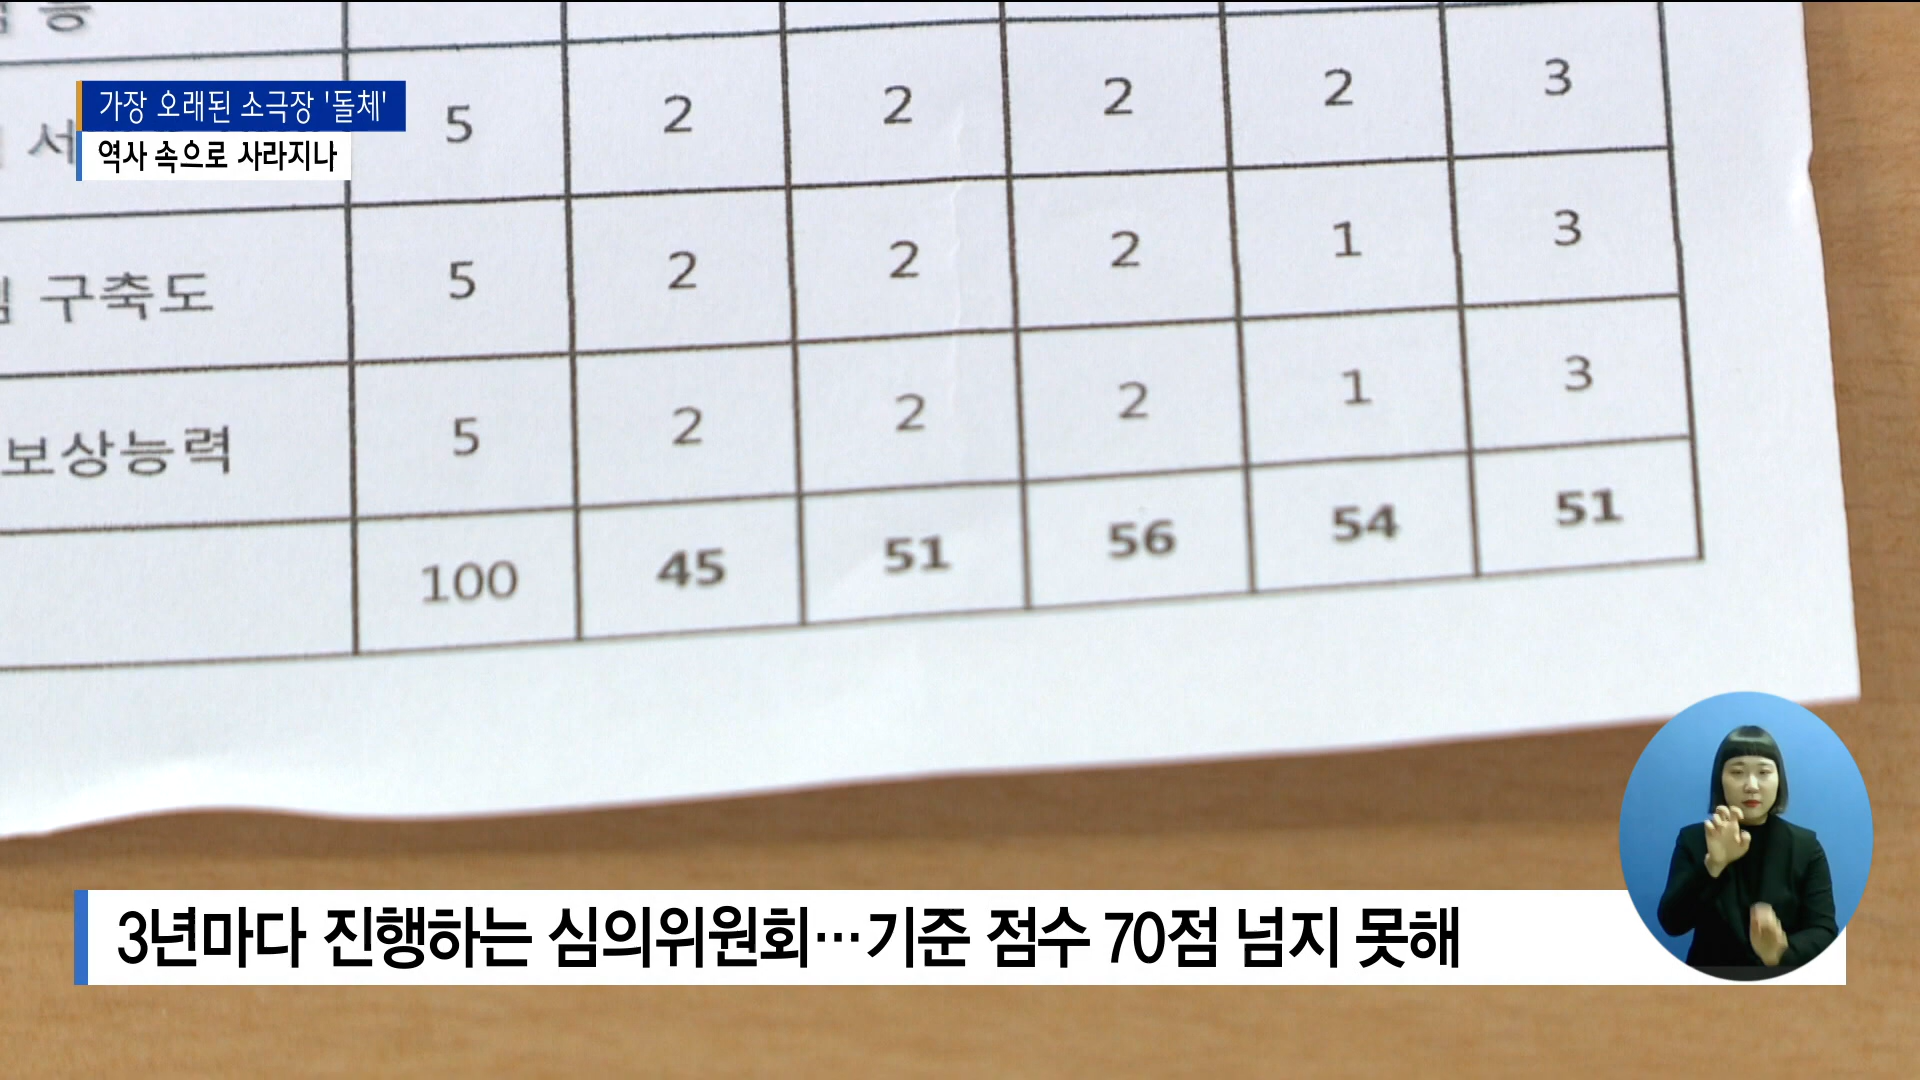 가장 오래된 소극장 '돌체'
역사 속으로 사라지나
5 2 2 2 2 3
구축도 5 2 2 2 1 3
보상능력 5 2 2 2 1 3
100 45 51 56 54 51
3년마다 진행하는 심의위원회…기준 점수 70점 넘지 못해